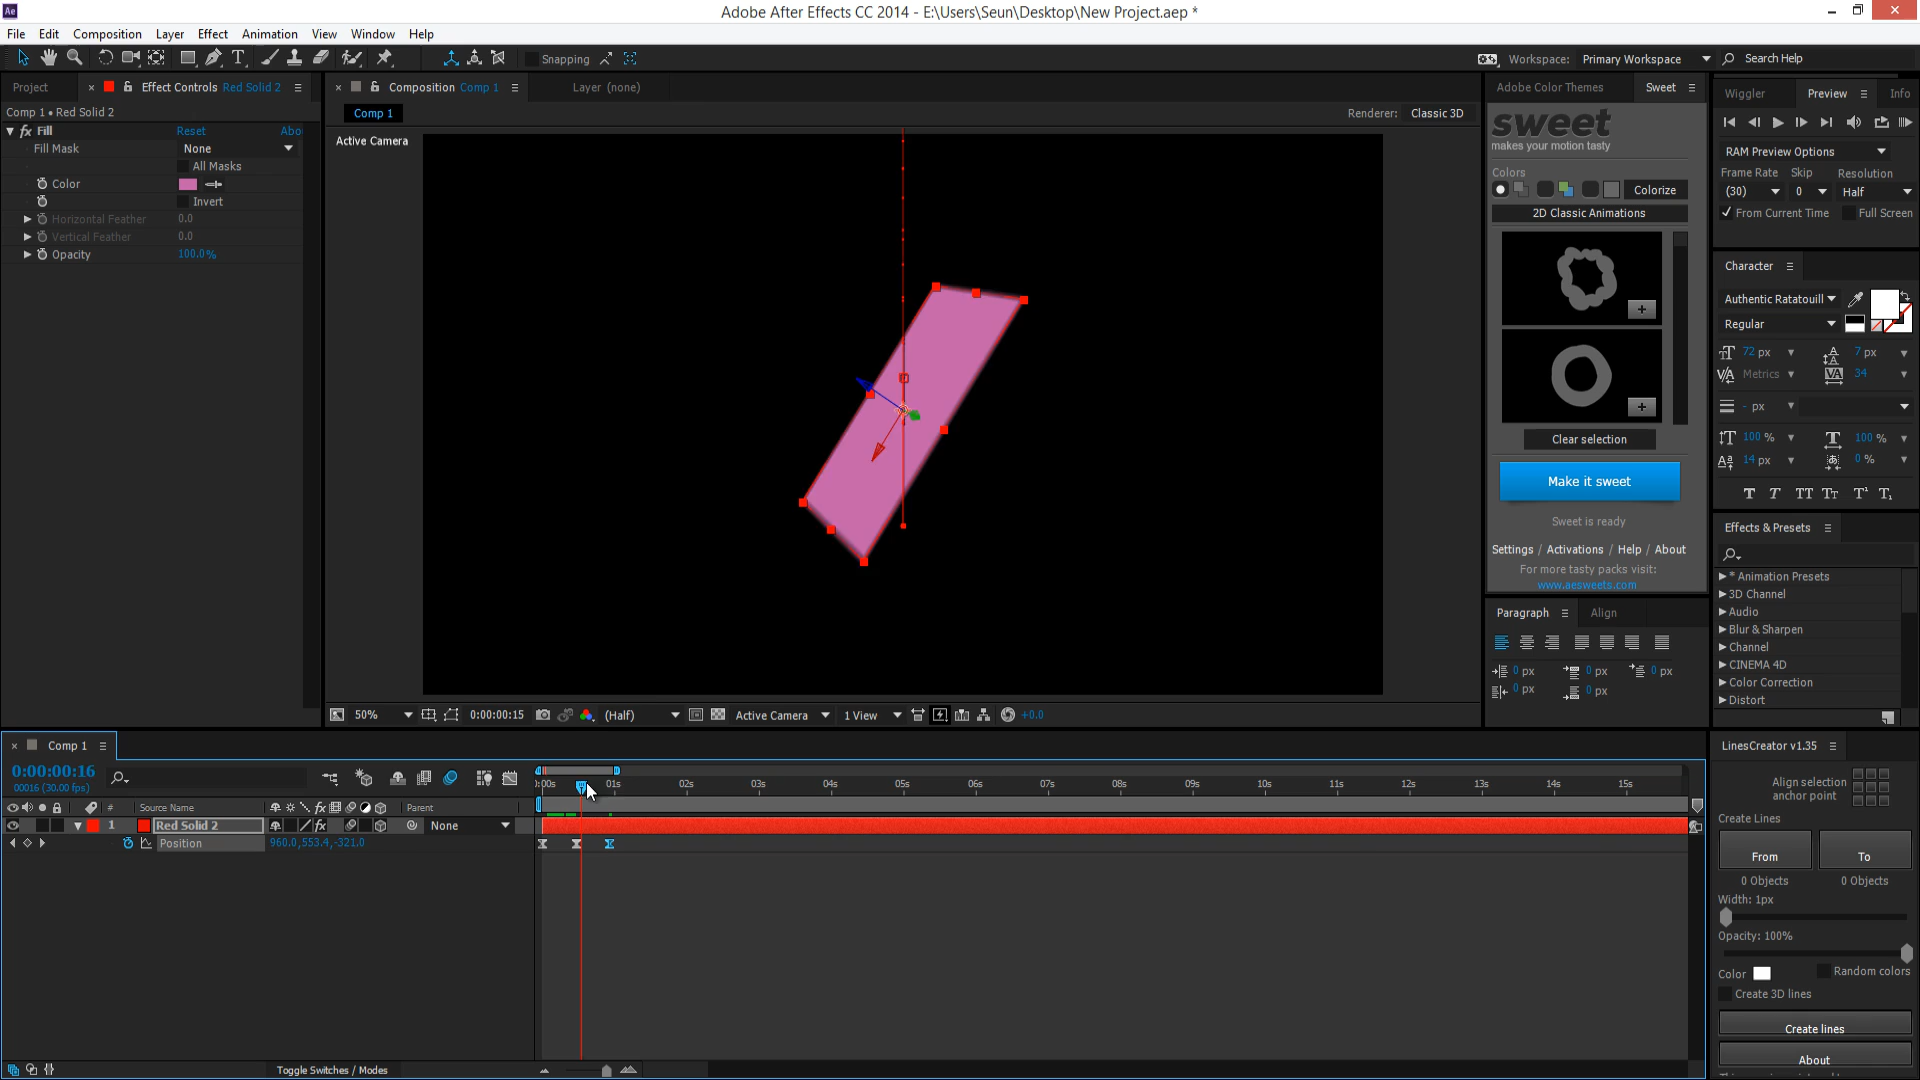 Ae
Adobe After Effects CC 2014 - E:\Users\Seun\Desktop\New Project.aep *
File Edit Composition Layer Effect Animation View Window Help
Snapping
Workspace: Primary Workspace
Search Help
Project
Effect Controls Red Solid 2
Comp 1 • Red Solid 2
fx Fill Reset Abo
Fill Mask None
All Masks
Color
Invert
Horizontal Feather 0.0
Vertical Feather 0.0
Opacity 100.0%
Composition Comp 1
Layer (none)
Comp 1
Renderer: Classic 3D
Active Camera
50% 0:00:00:15 (Half) Active Camera 1 View +0.0
Adobe Color Themes
Sweet
sweet
makes your motion tasty
Colors
Colorize
2D Classic Animations
Clear selection
Make it sweet
Sweet is ready
Settings / Activations / Help / About
For more tasty packs visit:
www.aesweets.com
Paragraph Align
0 px 0 px 0 px
0 px 0 px
Wiggler Preview Info
RAM Preview Options
Frame Rate Skip Resolution
(30) 0 Half
From Current Time Full Screen
Character
Authentic Ratatouill
Regular
72 px 7 px
Metrics 34
- px
100 % 100 %
14 px 0 %
T T TT Tr T¹ T₁
Effects & Presets
* Animation Presets
3D Channel
Audio
Blur & Sharpen
Channel
CINEMA 4D
Color Correction
Distort
Comp 1
0:00:00:16
00016 (30.00 fps)
# Source Name fx Parent
1 Red Solid 2 fx None
Position 960.0,553.4,-321.0
:00s 01s 02s 03s 04s 05s 06s 07s 08s 09s 10s 11s 12s 13s 14s 15s
Toggle Switches / Modes
LinesCreator v1.35
Align selection
anchor point
Create Lines
From To
0 Objects 0 Objects
Width: 1px
Opacity: 100%
Color Random colors
Create 3D lines
Create lines
About